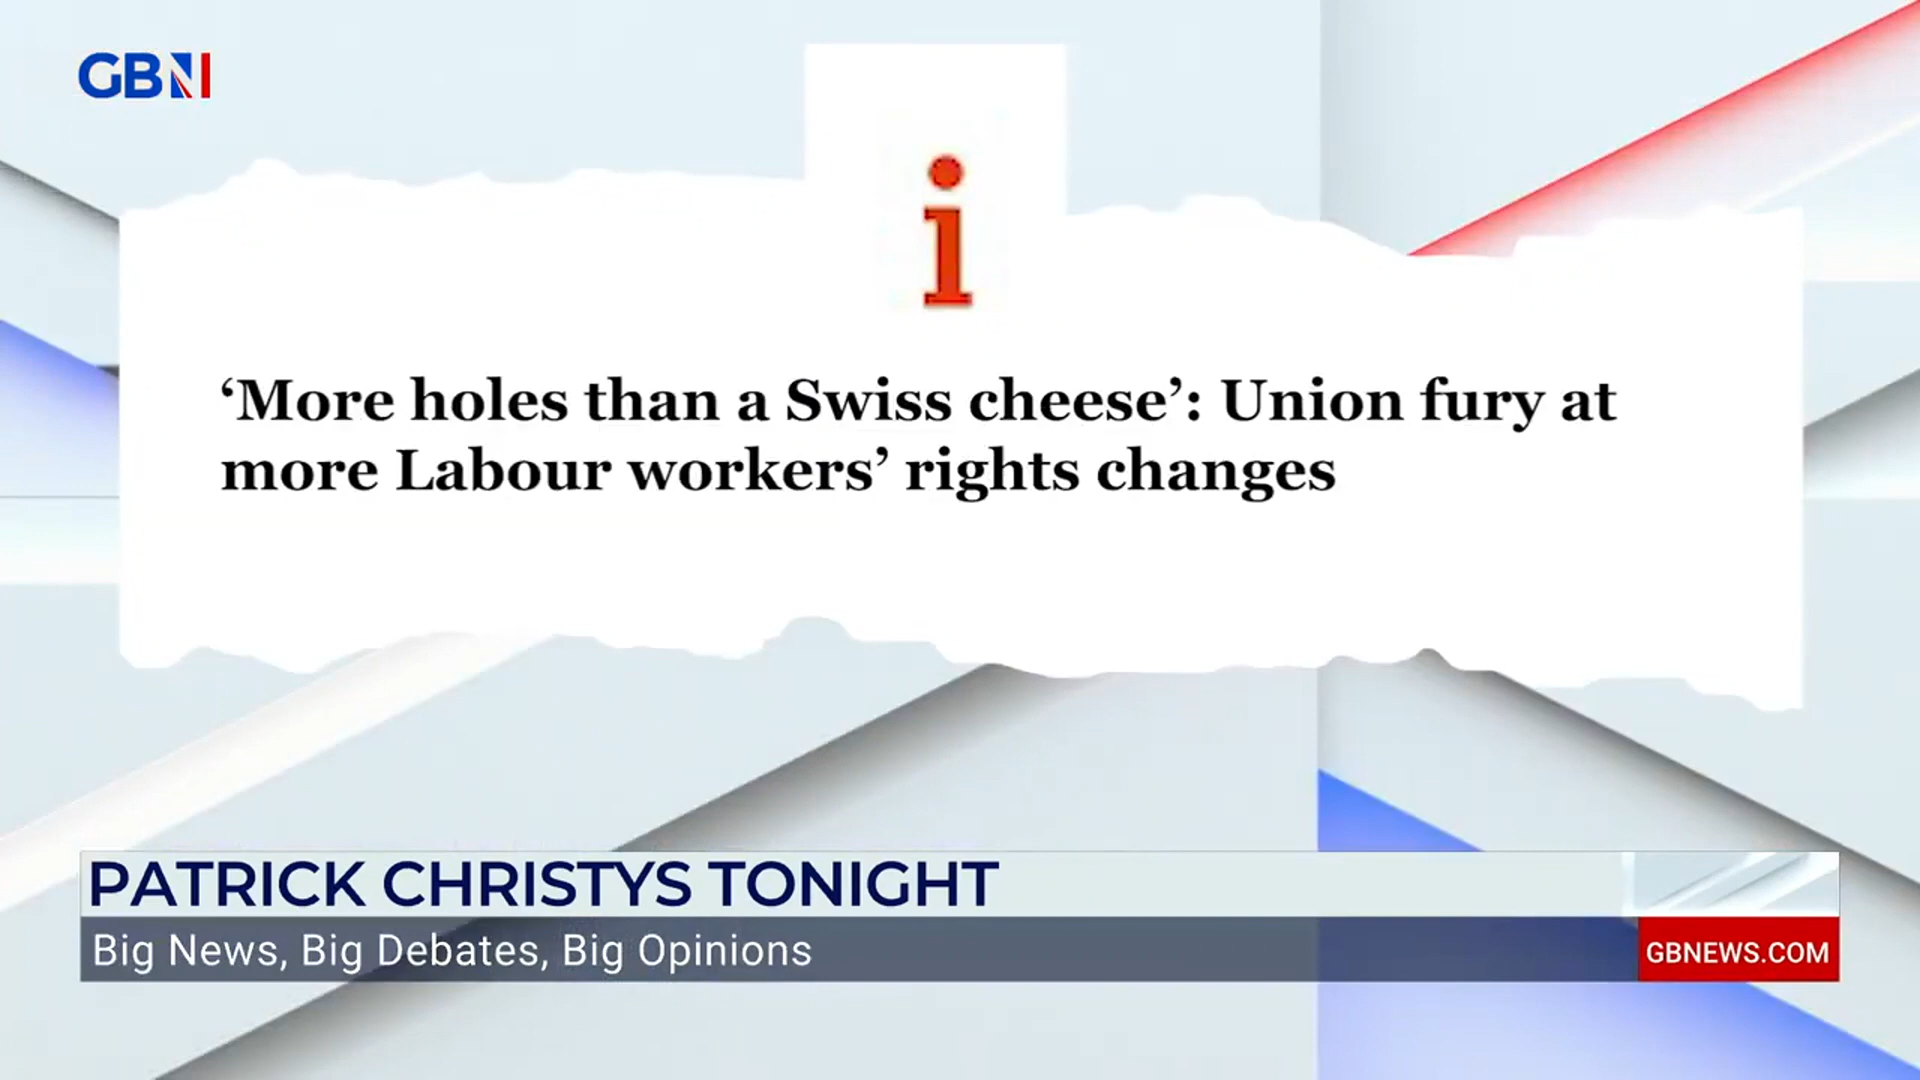 GBN
i
‘More holes than a Swiss cheese’: Union fury at
more Labour workers’ rights changes
PATRICK CHRISTYS TONIGHT
Big News, Big Debates, Big Opinions
GBNEWS.COM